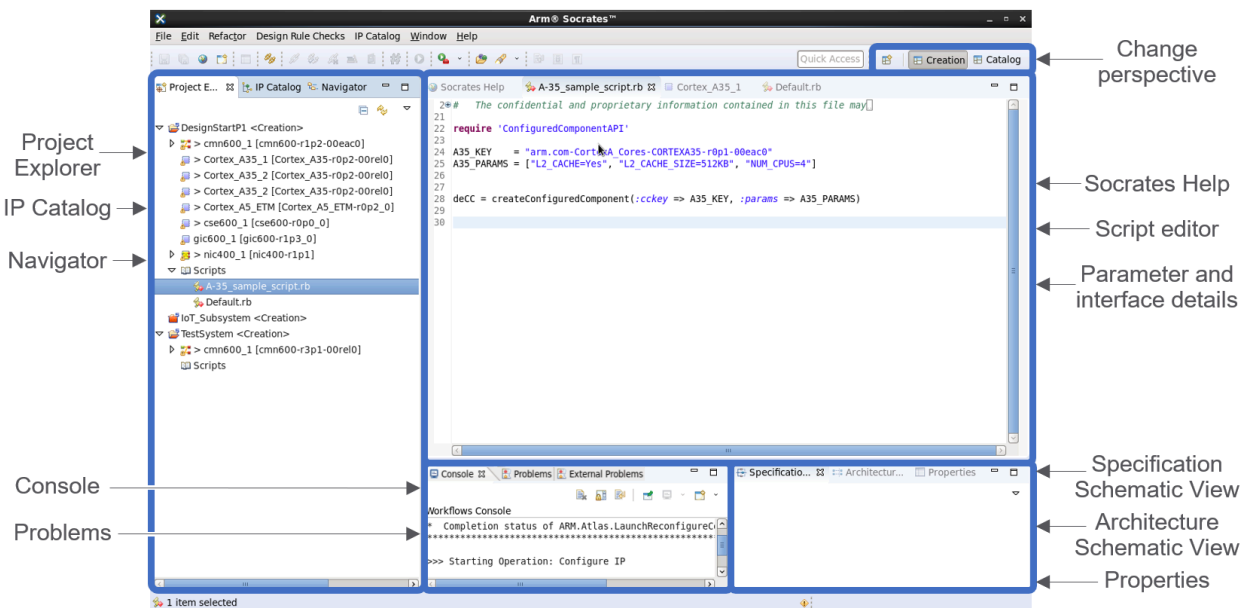 Arm® Socrates™
File Edit Refactor Design Rule Checks IP Catalog Window Help
Quick Access
Creation
Catalog
Change
perspective
Project E...
IP Catalog
Navigator
DesignStartP1 <Creation>
> cmn600_1 [cmn600-r1p2-00eac0]
> Cortex_A35_1 [Cortex_A35-r0p2-00rel0]
> Cortex_A35_2 [Cortex_A35-r0p2-00rel0]
> Cortex_A35_2 [Cortex_A35-r0p2-00rel0]
> Cortex_A5_ETM [Cortex_A5_ETM-r0p2_0]
> cse600_1 [cse600-r0p0_0]
gic600_1 [gic600-r1p3_0]
> nic400_1 [nic400-r1p1]
Scripts
A-35_sample_script.rb
Default.rb
IoT_Subsystem <Creation>
TestSystem <Creation>
> cmn600_1 [cmn600-r3p1-00rel0]
Scripts
Project
Explorer
IP Catalog
Navigator
Socrates Help
A-35_sample_script.rb
Cortex_A35_1
Default.rb
2 # The confidential and proprietary information contained in this file may
21
22 require 'ConfiguredComponentAPI'
23
24 A35_KEY = "arm.com-CortexA_Cores-CORTEXA35-r0p1-00eac0"
25 A35_PARAMS = ["L2_CACHE=Yes", "L2_CACHE_SIZE=512KB", "NUM_CPUS=4"]
26
27
28 deCC = createConfiguredComponent(:cckey => A35_KEY, :params => A35_PARAMS)
29
30
Socrates Help
Script editor
Parameter and
interface details
Console
Problems
External Problems
Workflows Console
* Completion status of ARM.Atlas.LaunchReconfigureC
****************************************************
>>> Starting Operation: Configure IP
Console
Problems
Specificatio...
Architectur...
Properties
Specification
Schematic View
Architecture
Schematic View
Properties
1 item selected